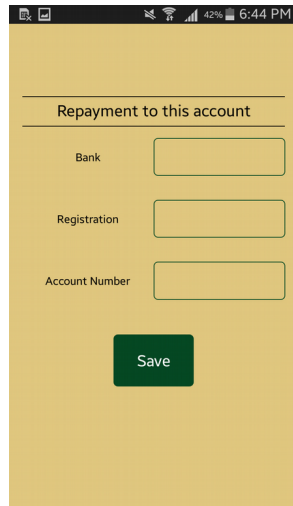 42% 6:44 PM
Repayment to this account
Bank
Registration
Account Number
Save